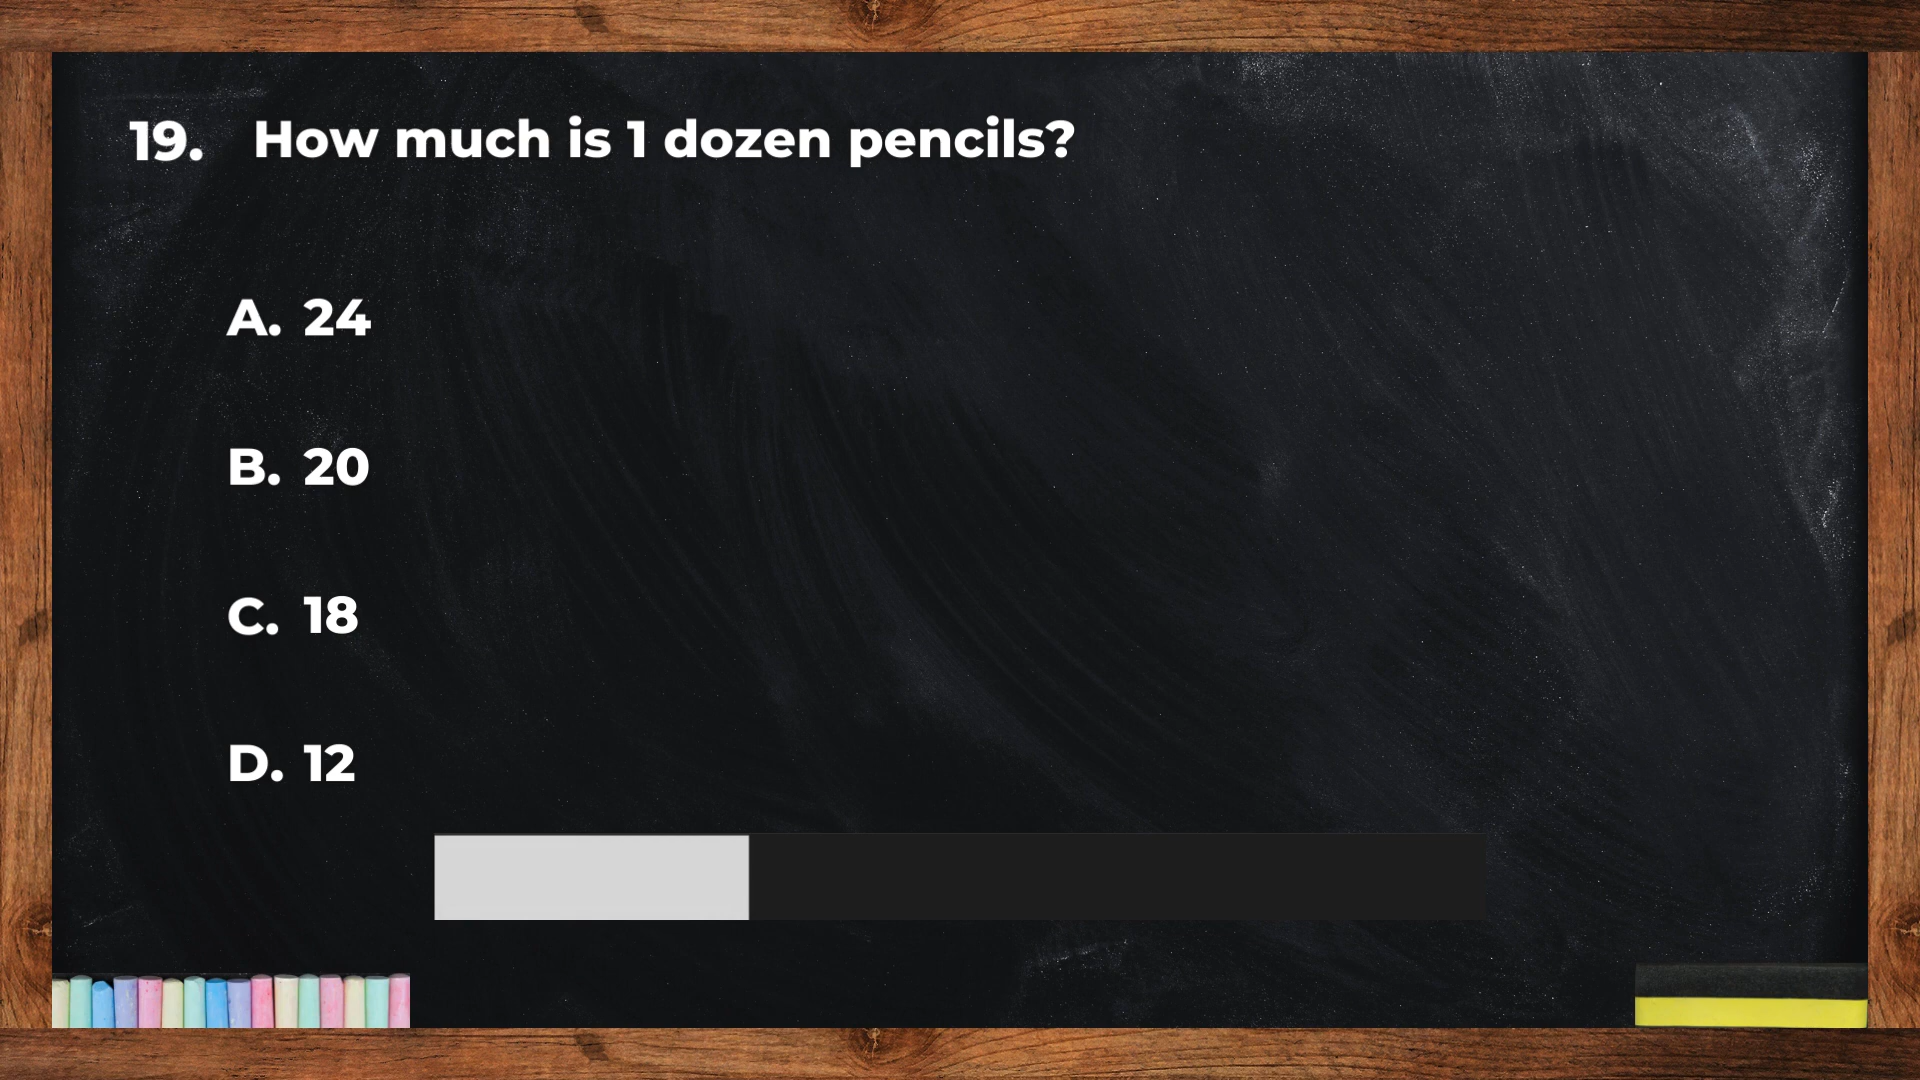 19. How much is 1 dozen pencils?
A. 24
B. 20
C. 18
D. 12